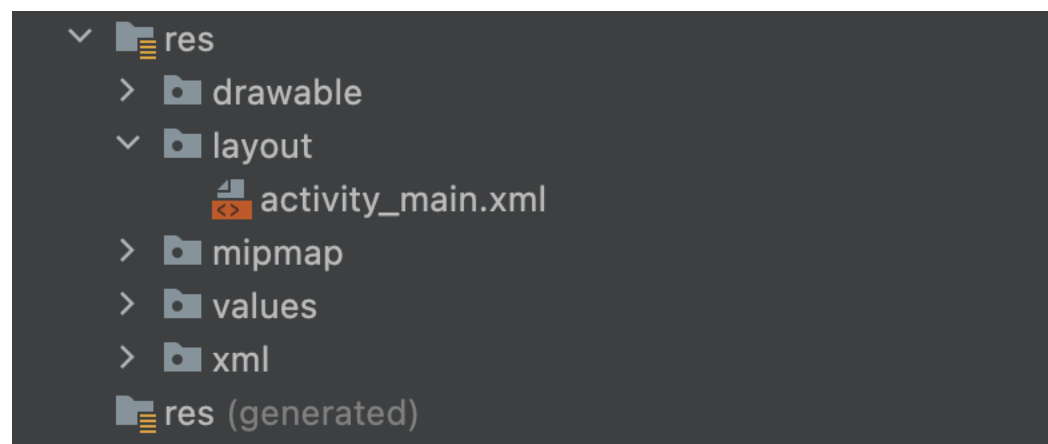 res
drawable
layout
activity_main.xml
mipmap
values
xml
res (generated)